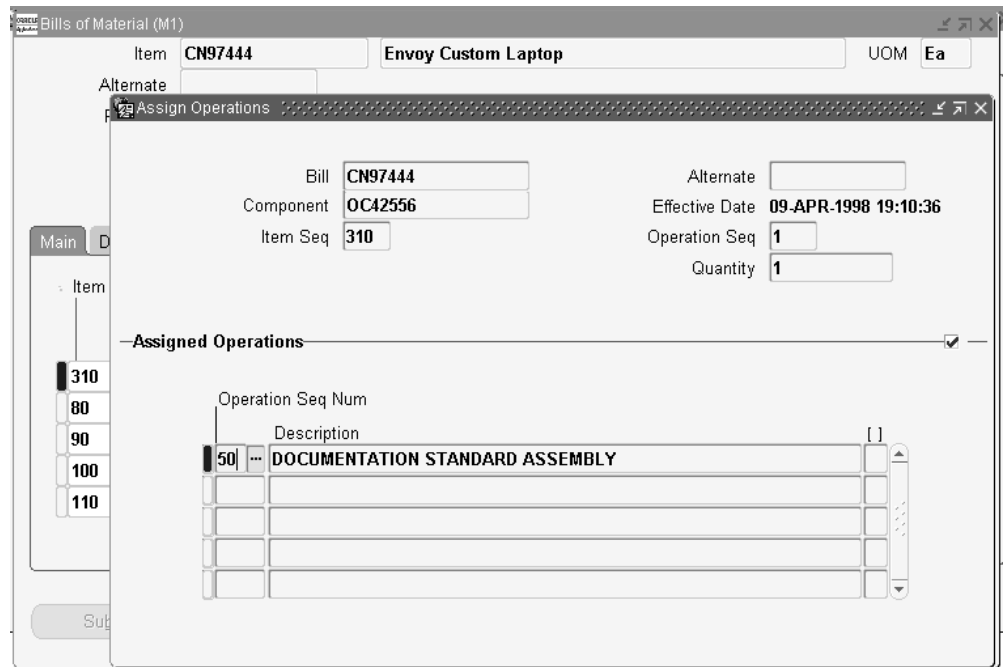 Bills of Material (M1)
Item CN97444 Envoy Custom Laptop UOM Ea
Alternate
Assign Operations
Bill CN97444 Alternate
Component OC42556 Effective Date 09-APR-1998 19:10:36
Item Seq 310 Operation Seq 1
Quantity 1
Main D
Item
Assigned Operations
310
80
90
100
110
Operation Seq Num
Description [ ]
50 ... DOCUMENTATION STANDARD ASSEMBLY